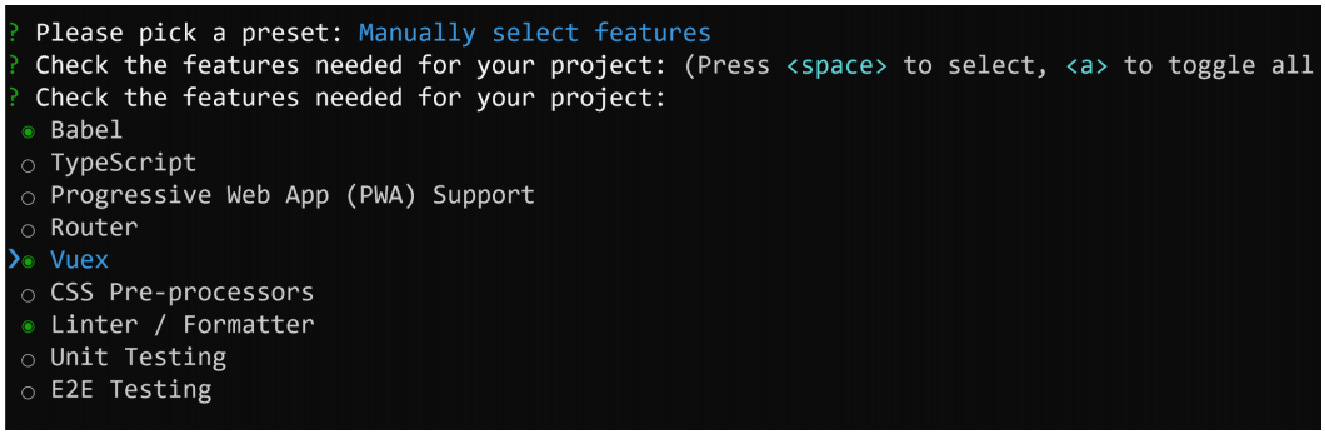 ? Please pick a preset: Manually select features
? Check the features needed for your project: (Press <space> to select, <a> to toggle all
? Check the features needed for your project:
◉ Babel
○ TypeScript
○ Progressive Web App (PWA) Support
○ Router
❯◉ Vuex
○ CSS Pre-processors
◉ Linter / Formatter
○ Unit Testing
○ E2E Testing